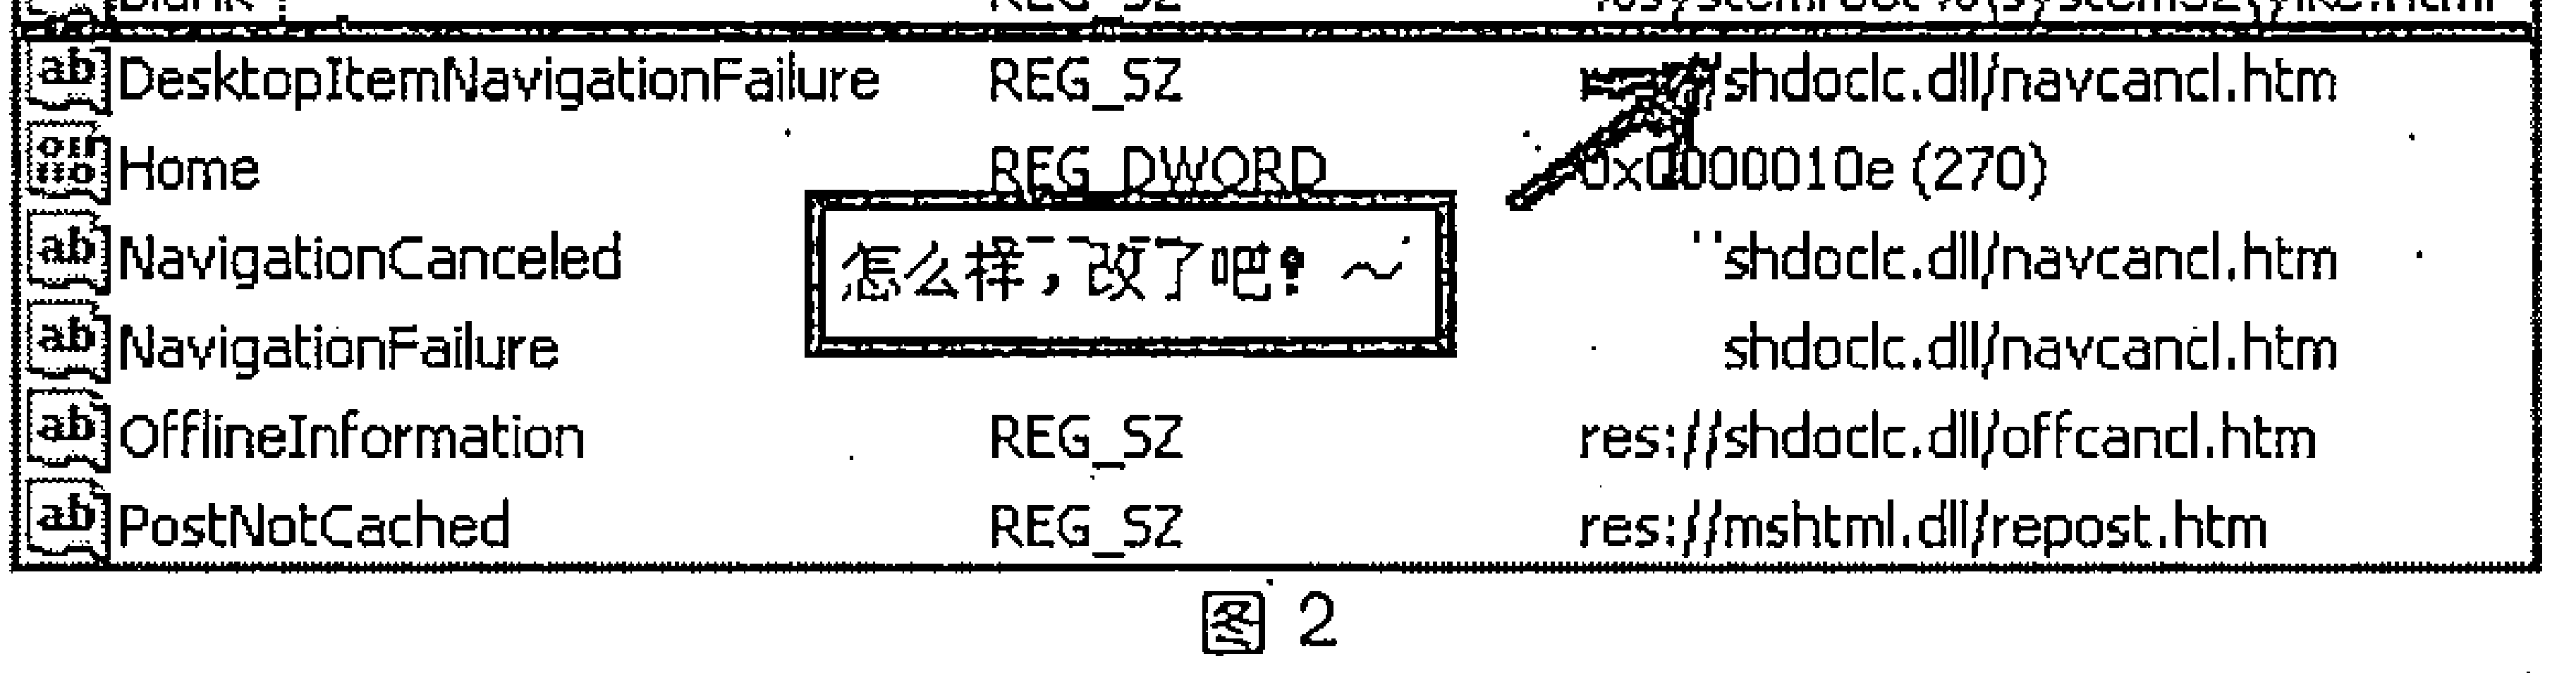 Blank REG_SZ
DesktopItemNavigationFailure REG_SZ shdoclc.dll/navcancl.htm
Home REG_DWORD 0x0000010e (270)
NavigationCanceled shdoclc.dll/navcancl.htm
怎么样，改了吧！～
NavigationFailure shdoclc.dll/navcancl.htm
OfflineInformation REG_SZ res://shdoclc.dll/offcancl.htm
PostNotCached REG_SZ res://mshtml.dll/repost.htm
图 2